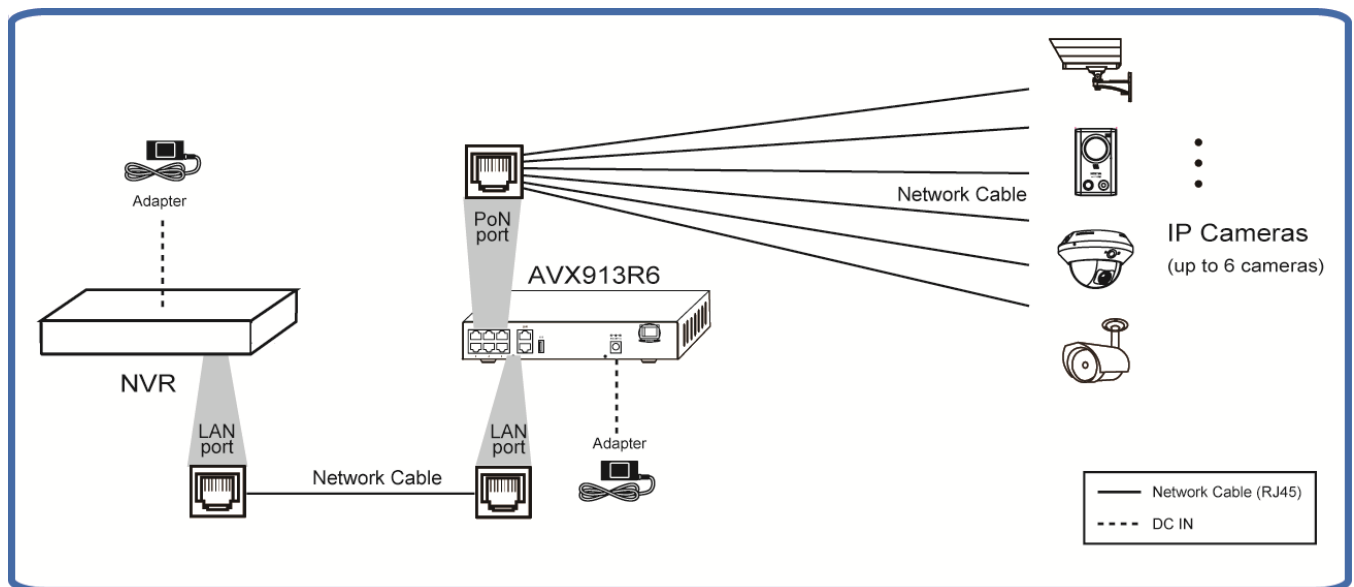 Adapter
NVR
LAN
port
Network Cable
PoN
port
AVX913R6
LAN
port
Adapter
Network Cable
IP Cameras
(up to 6 cameras)
Network Cable (RJ45)
DC IN